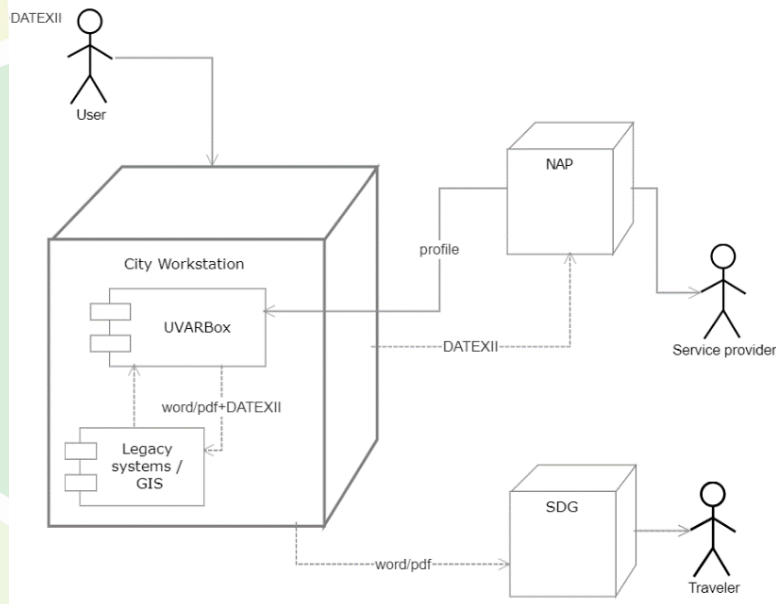 DATEXII
User
NAP
profile
City Workstation
UVARBox
DATEXII
Service provider
word/pdf+DATEXII
Legacy
systems /
GIS
SDG
word/pdf
Traveler